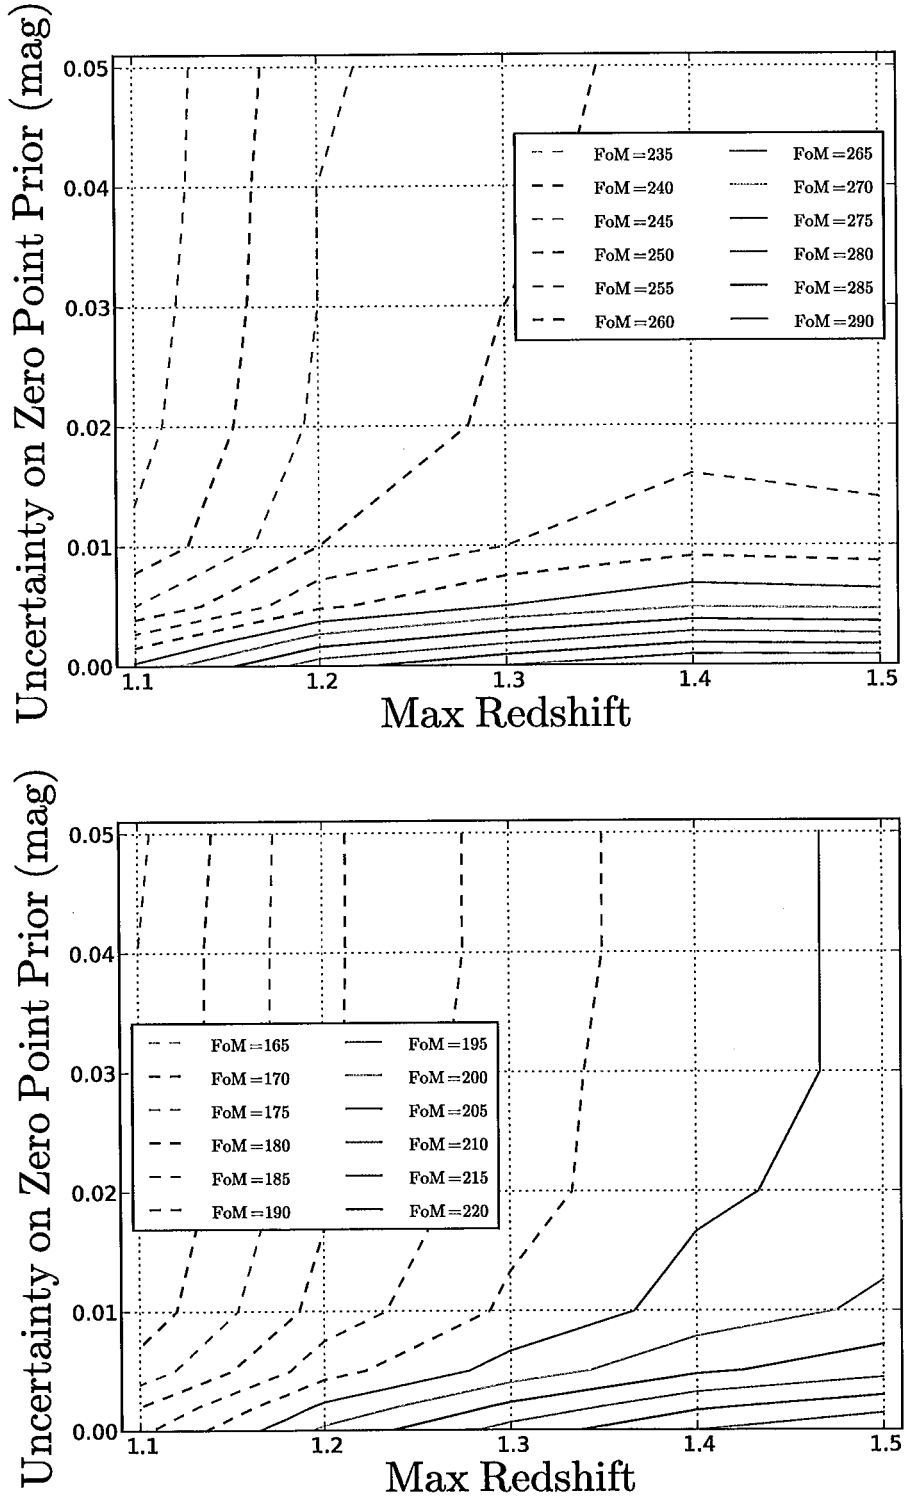 Uncertainty on Zero Point Prior (mag)
0.05
0.04
0.03
0.02
0.01
0.00
FoM=235 FoM=265
FoM=240 FoM=270
FoM=245 FoM=275
FoM=250 FoM=280
FoM=255 FoM=285
FoM=260 FoM=290
1.1 1.2 1.3 1.4 1.5
Max Redshift
Uncertainty on Zero Point Prior (mag)
0.05
0.04
0.03
0.02
0.01
0.00
FoM=165 FoM=195
FoM=170 FoM=200
FoM=175 FoM=205
FoM=180 FoM=210
FoM=185 FoM=215
FoM=190 FoM=220
1.1 1.2 1.3 1.4 1.5
Max Redshift